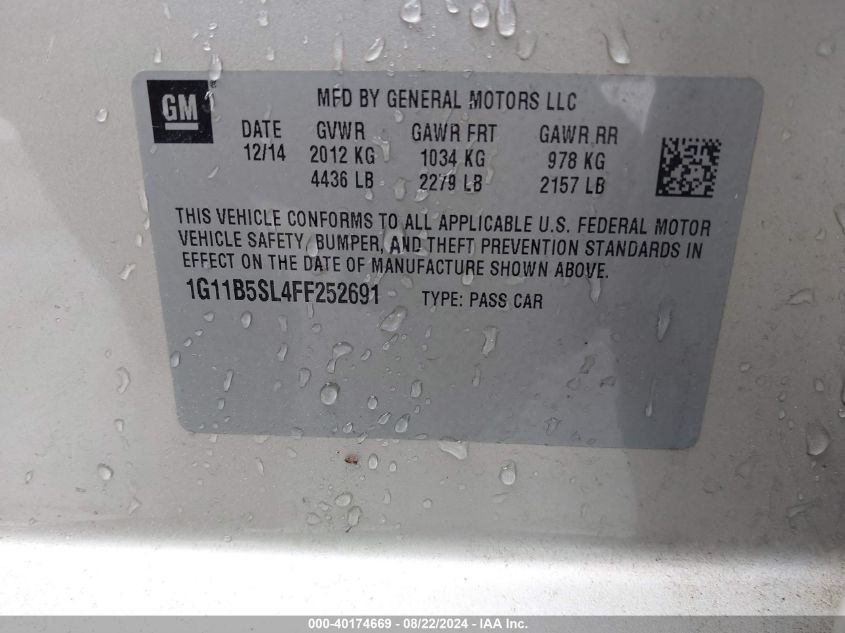 GM®
MFD BY GENERAL MOTORS LLC
DATE GVWR GAWR FRT GAWR RR
12/14 2012 KG 1034 KG 978 KG
4436 LB 2279 LB 2157 LB
THIS VEHICLE CONFORMS TO ALL APPLICABLE U.S. FEDERAL MOTOR
VEHICLE SAFETY, BUMPER, AND THEFT PREVENTION STANDARDS IN
EFFECT ON THE DATE OF MANUFACTURE SHOWN ABOVE.
1G11B5SL4FF252691 TYPE: PASS CAR
000-40174669 - 08/22/2024 - IAA Inc.